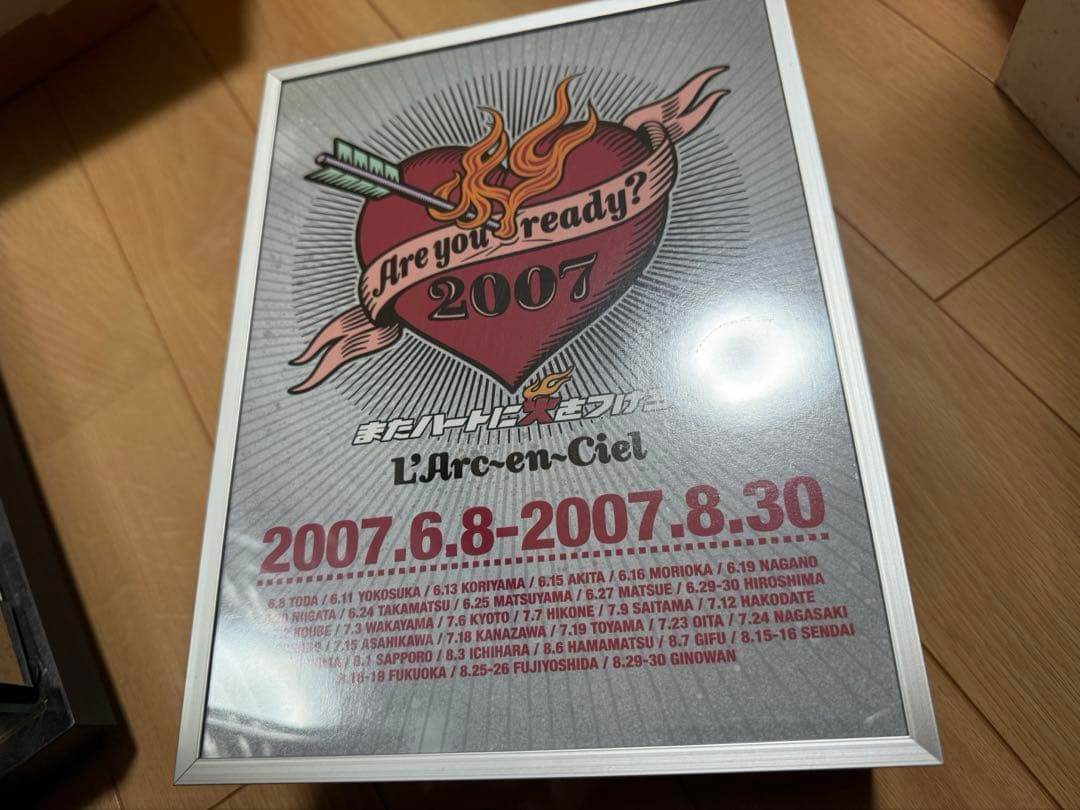 Are you ready?
2007
またハートに火をつけろ
L'Arc~en~Ciel
2007.6.8-2007.8.30
6.8 TODA / 6.11 YOKOSUKA / 6.13 KORIYAMA / 6.15 AKITA / 6.16 MORIOKA / 6.19 NAGANO
NIIGATA / 6.24 TAKAMATSU / 6.25 MATSUYAMA / 6.27 MATSUE / 6.29-30 HIROSHIMA
KOUBE / 7.3 WAKAYAMA / 7.6 KYOTO / 7.7 HIKONE / 7.9 SAITAMA / 7.12 HAKODATE
/ 7.15 ASAHIKAWA / 7.18 KANAZAWA / 7.19 TOYAMA / 7.23 OITA / 7.24 NAGASAKI
/ 8.1 SAPPORO / 8.3 ICHIHARA / 8.6 HAMAMATSU / 8.7 GIFU / 8.15-16 SENDAI
8.18-19 FUKUOKA / 8.25-26 FUJIYOSHIDA / 8.29-30 GINOWAN